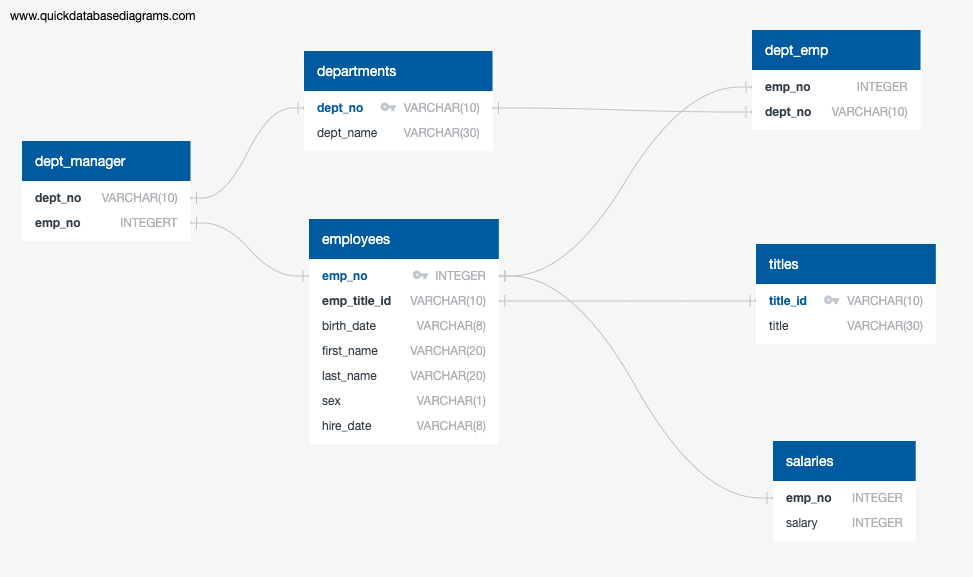 www.quickdatabasediagrams.com
dept_manager
dept_no VARCHAR(10)
emp_no INTEGERT
departments
dept_no VARCHAR(10)
dept_name VARCHAR(30)
employees
emp_no INTEGER
emp_title_id VARCHAR(10)
birth_date VARCHAR(8)
first_name VARCHAR(20)
last_name VARCHAR(20)
sex VARCHAR(1)
hire_date VARCHAR(8)
dept_emp
emp_no INTEGER
dept_no VARCHAR(10)
titles
title_id VARCHAR(10)
title VARCHAR(30)
salaries
emp_no INTEGER
salary INTEGER